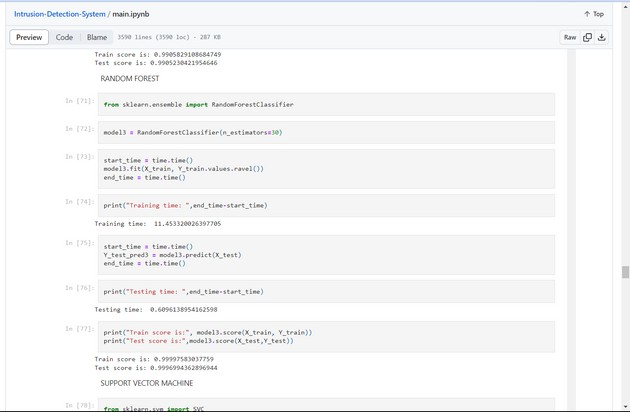 Intrusion-Detection-System / main.ipynb
Top
Preview Code Blame 3590 lines (3590 loc) · 287 KB
Raw
Train score is: 0.9905829108684749
Test score is: 0.9905230421954646
RANDOM FOREST
In [71]: from sklearn.ensemble import RandomForestClassifier
In [72]: model3 = RandomForestClassifier(n_estimators=30)
In [73]:
start_time = time.time()
model3.fit(X_train, Y_train.values.ravel())
end_time = time.time()
In [74]: print("Training time: ",end_time-start_time)
Training time:  11.453320026397705
In [75]:
start_time = time.time()
Y_test_pred3 = model3.predict(X_test)
end_time = time.time()
In [76]: print("Testing time: ",end_time-start_time)
Testing time:  0.6096138954162598
In [77]:
print("Train score is:", model3.score(X_train, Y_train))
print("Test score is:",model3.score(X_test,Y_test))
Train score is: 0.99997583037759
Test score is: 0.9996994362896944
SUPPORT VECTOR MACHINE
In [78]: from sklearn.svm import SVC